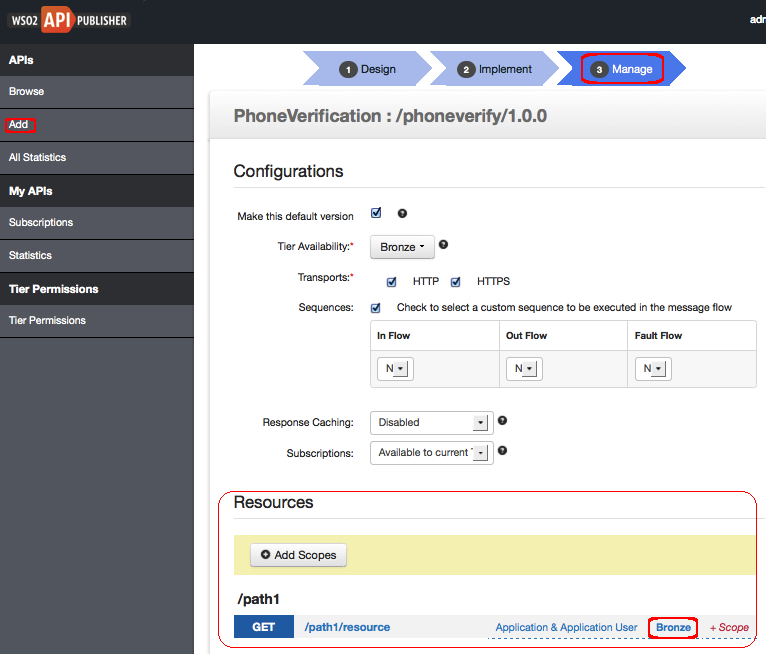 WSO2 API PUBLISHER
APIs
Browse
Add
All Statistics
My APIs
Subscriptions
Statistics
Tier Permissions
Tier Permissions
1 Design 2 Implement 3 Manage
PhoneVerification : /phoneverify/1.0.0
Configurations
Make this default version ?
Tier Availability:* Bronze ?
Transports:* HTTP HTTPS
Sequences: Check to select a custom sequence to be executed in the message flow
In Flow Out Flow Fault Flow
N N N
Response Caching: Disabled ?
Subscriptions: Available to current ?
Resources
Add Scopes
/path1
GET /path1/resource Application & Application User Bronze + Scope